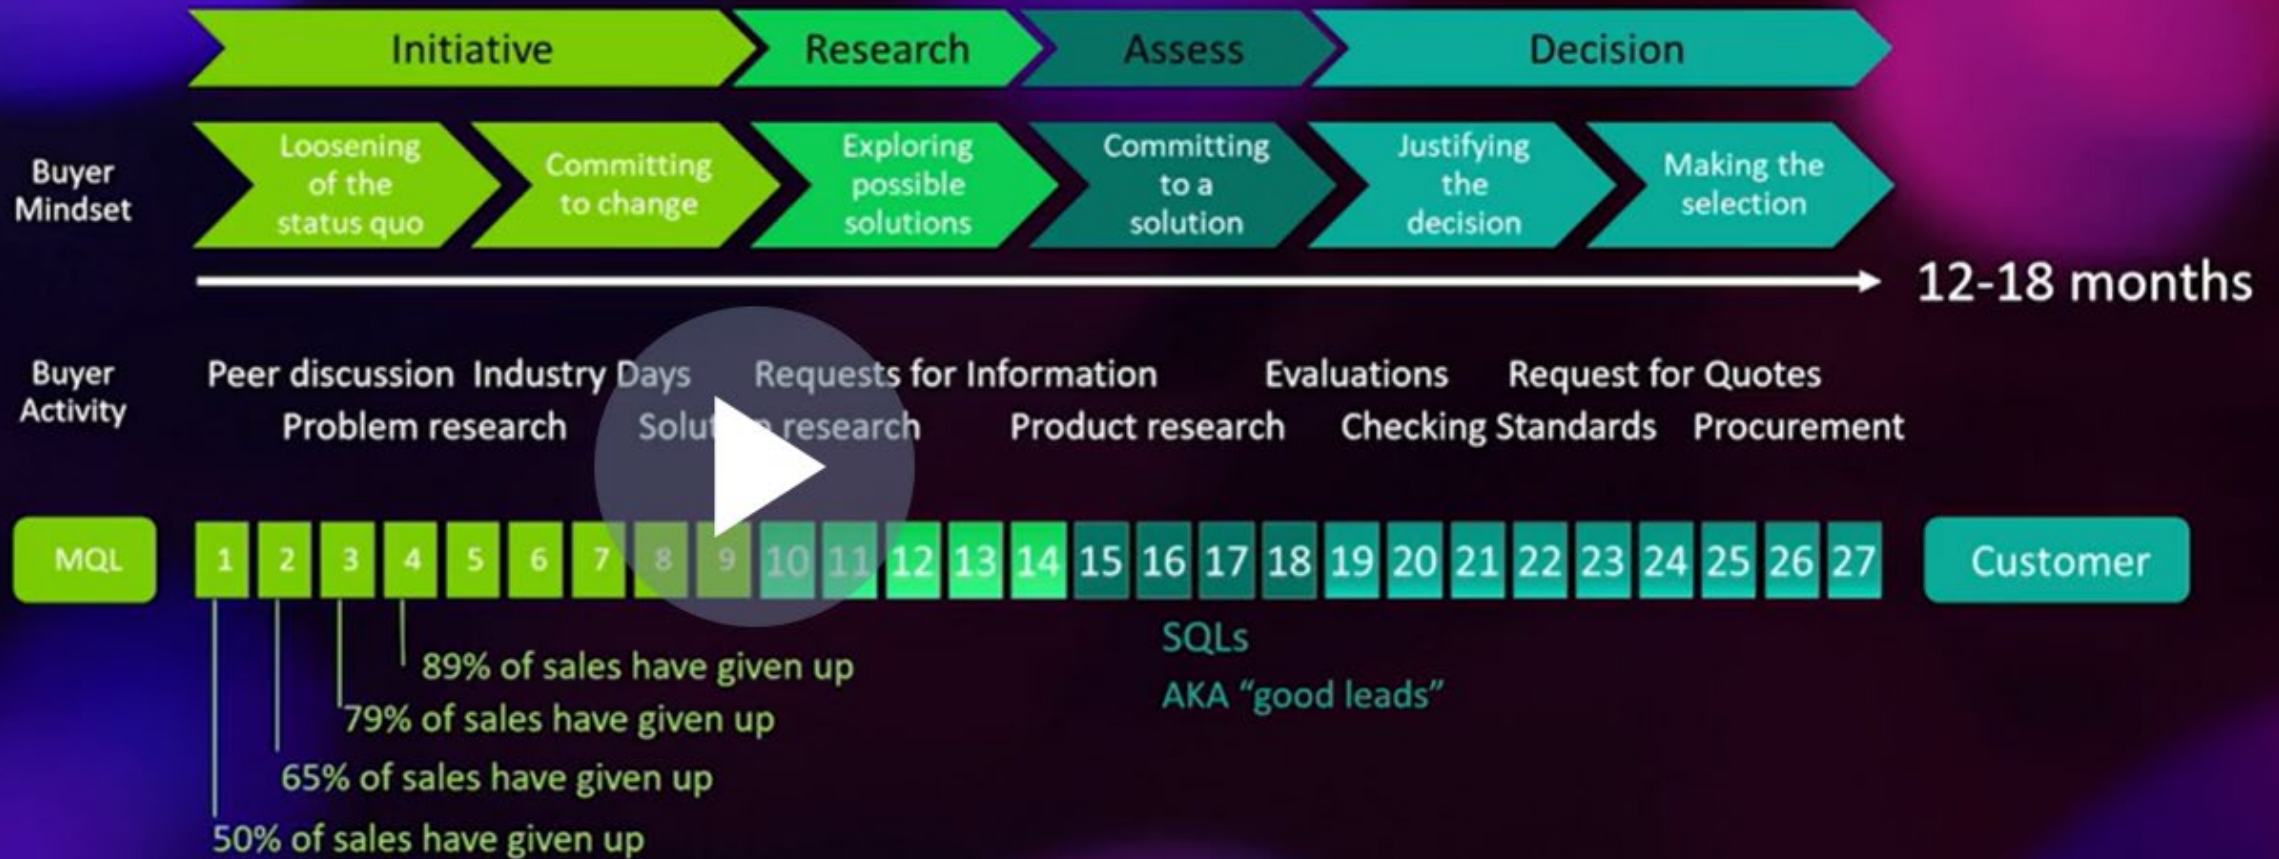 Initiative
Research
Assess
Decision
Buyer
Mindset
Loosening
of the
status quo
Committing
to change
Exploring
possible
solutions
Committing
to a
solution
Justifying
the
decision
Making the
selection
12-18 months
Buyer
Activity
Peer discussion
Industry Days
Requests for Information
Evaluations
Request for Quotes
Problem research
Solution research
Product research
Checking Standards
Procurement
MQL
1 2 3 4 5 6 7 8 9 10 11 12 13 14 15 16 17 18 19 20 21 22 23 24 25 26 27
Customer
SQLs
AKA “good leads”
89% of sales have given up
79% of sales have given up
65% of sales have given up
50% of sales have given up